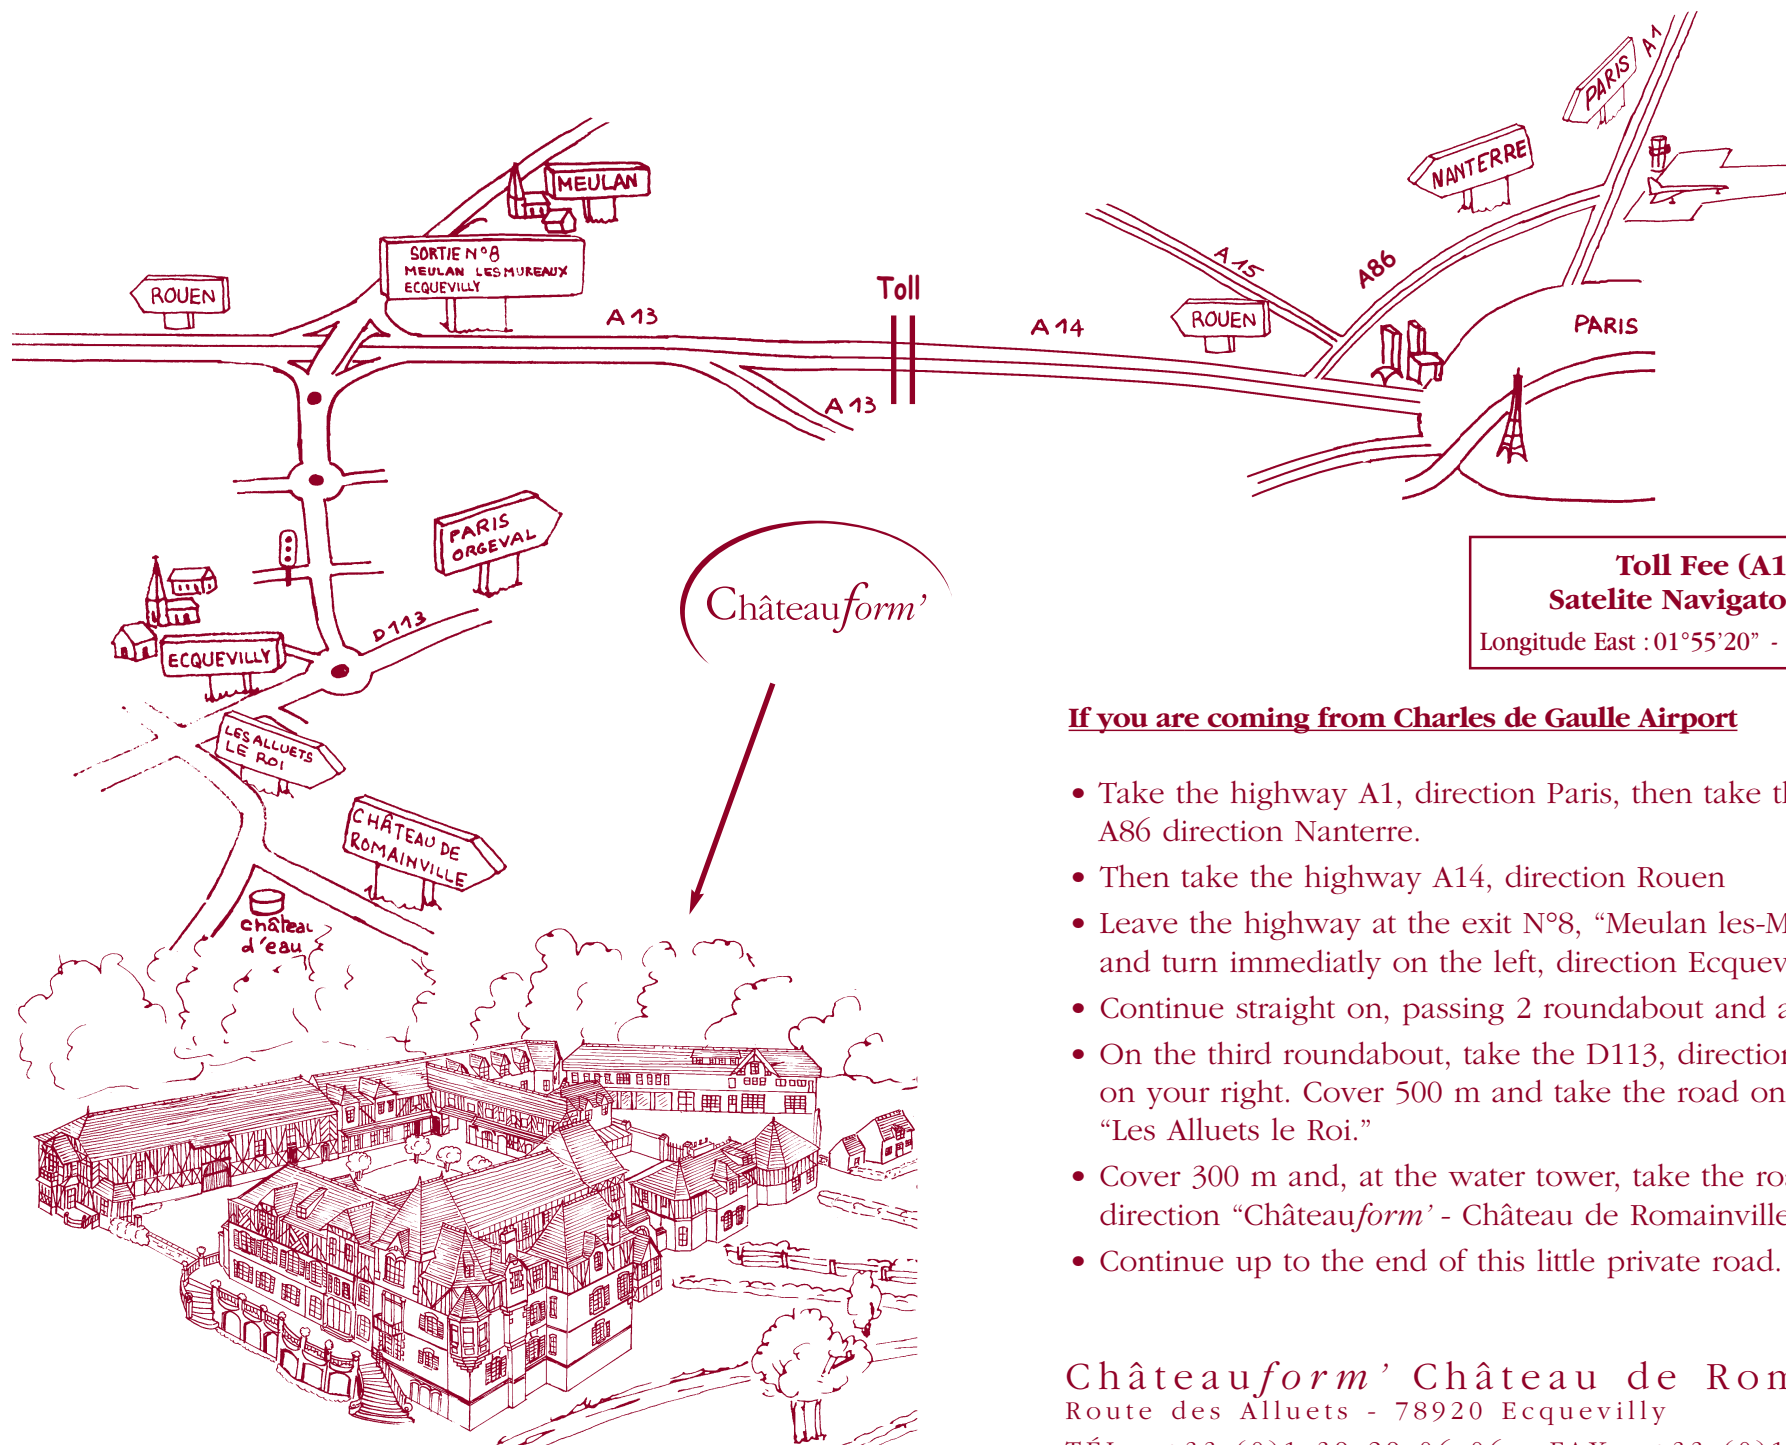 A1
PARIS
NANTERRE
MEULAN
SORTIE N°8
MEULAN LES MUREAUX
ECQUEVILLY
ROUEN
A 13
Toll
A 14
A 15
A86
ROUEN
PARIS
A 13
PARIS
ORGEVAL
D113
ECQUEVILLY
LES ALLUETS
LE ROI
CHÂTEAU DE
ROMAINVILLE
château
d'eau
Châteauform’
Toll Fee (A1
Satelite Navigato
Longitude East : 01°55’20” -
If you are coming from Charles de Gaulle Airport
• Take the highway A1, direction Paris, then take th
A86 direction Nanterre.
• Then take the highway A14, direction Rouen
• Leave the highway at the exit N°8, “Meulan les-M
and turn immediatly on the left, direction Ecquev
• Continue straight on, passing 2 roundabout and a
• On the third roundabout, take the D113, direction
on your right. Cover 500 m and take the road on
“Les Alluets le Roi.”
• Cover 300 m and, at the water tower, take the ro
direction “Châteauform’ - Château de Romainville
• Continue up to the end of this little private road.
Châteauform’ Château de Rom
Route des Alluets - 78920 Ecquevilly